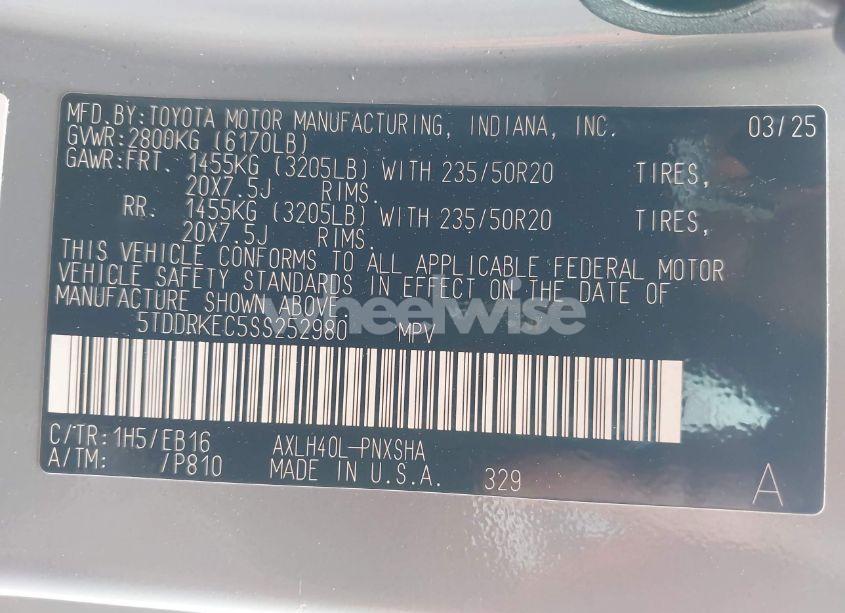 MFD.BY:TOYOTA MOTOR MANUFACTURING, INDIANA, INC. 03/25
GVWR:2800KG (6170LB)
GAWR:FRT. 1455KG (3205LB) WITH 235/50R20 TIRES,
20X7.5J RIMS.
RR. 1455KG (3205LB) WITH 235/50R20 TIRES,
20X7.5J RIMS.
THIS VEHICLE CONFORMS TO ALL APPLICABLE FEDERAL MOTOR
VEHICLE SAFETY STANDARDS IN EFFECT ON THE DATE OF
MANUFACTURE SHOWN ABOVE.
wheelwise
5TDDRKEC5SS252980 MPV
C/TR:1H5/EB16 AXLH40L-PNXSHA
A/TM: /P810 MADE IN U.S.A. 329 A